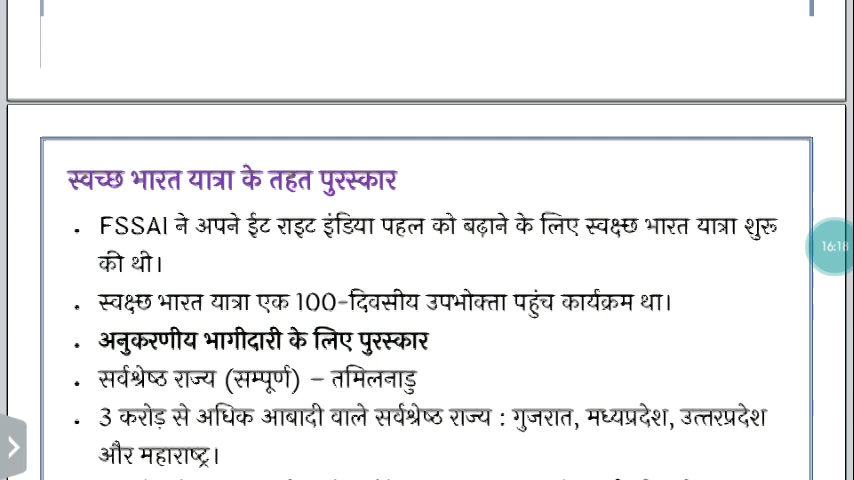 स्वच्छ भारत यात्रा के तहत पुरस्कार
. FSSAI ने अपने ईट राइट इंडिया पहल को बढ़ाने के लिए स्वक्ष्छ भारत यात्रा शुरू
की थी।
. स्वक्ष्छ भारत यात्रा एक 100-दिवसीय उपभोक्ता पहुंच कार्यक्रम था।
. अनुकरणीय भागीदारी के लिए पुरस्कार
. सर्वश्रेष्ठ राज्य (सम्पूर्ण) – तमिलनाडु
. 3 करोड़ से अधिक आबादी वाले सर्वश्रेष्ठ राज्य : गुजरात, मध्यप्रदेश, उत्तरप्रदेश
और महाराष्ट्र।
16:18